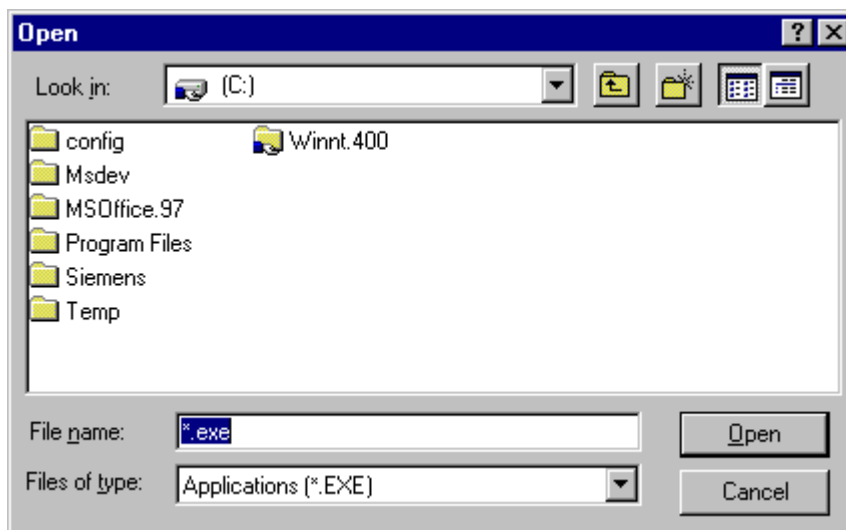 Open
Look in: (C:)
config Winnt.400
Msdev
MSOffice.97
Program Files
Siemens
Temp
File name: *.exe Open
Files of type: Applications (*.EXE) Cancel